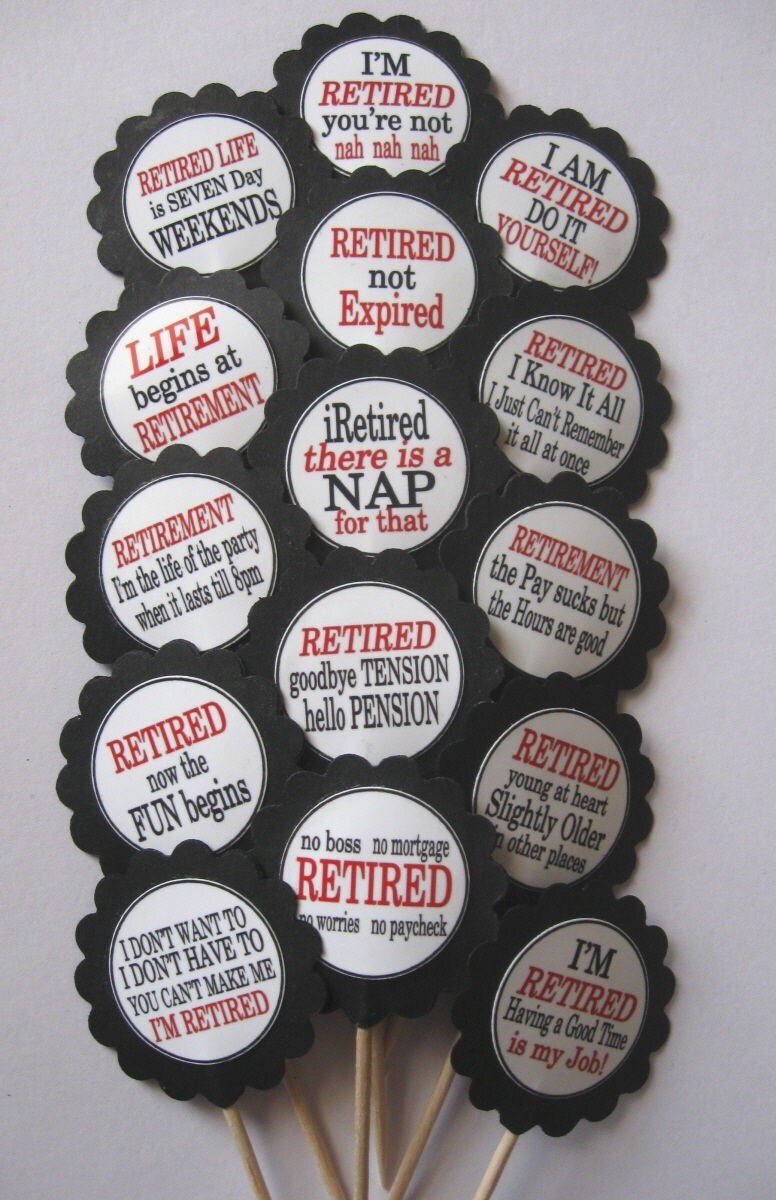 I'M
RETIRED
you're not
nah nah nah
RETIRED LIFE
is SEVEN Day
WEEKENDS
I AM
RETIRED
DO IT
YOURSELF!
RETIRED
not
Expired
LIFE
begins at
RETIREMENT
RETIRED
I Know It All
I Just Can't Remember
it all at once
iRetired
there is a
NAP
for that
RETIREMENT
I'm the life of the party
when it lasts till 8pm
RETIREMENT
the Pay sucks but
the Hours are good
RETIRED
goodbye TENSION
hello PENSION
RETIRED
now the
FUN begins
RETIRED
young at heart
Slightly Older
in other places
no boss no mortgage
RETIRED
no worries no paycheck
I DON'T WANT TO
I DON'T HAVE TO
YOU CAN'T MAKE ME
I'M RETIRED
I'M
RETIRED
Having a Good Time
is my Job!